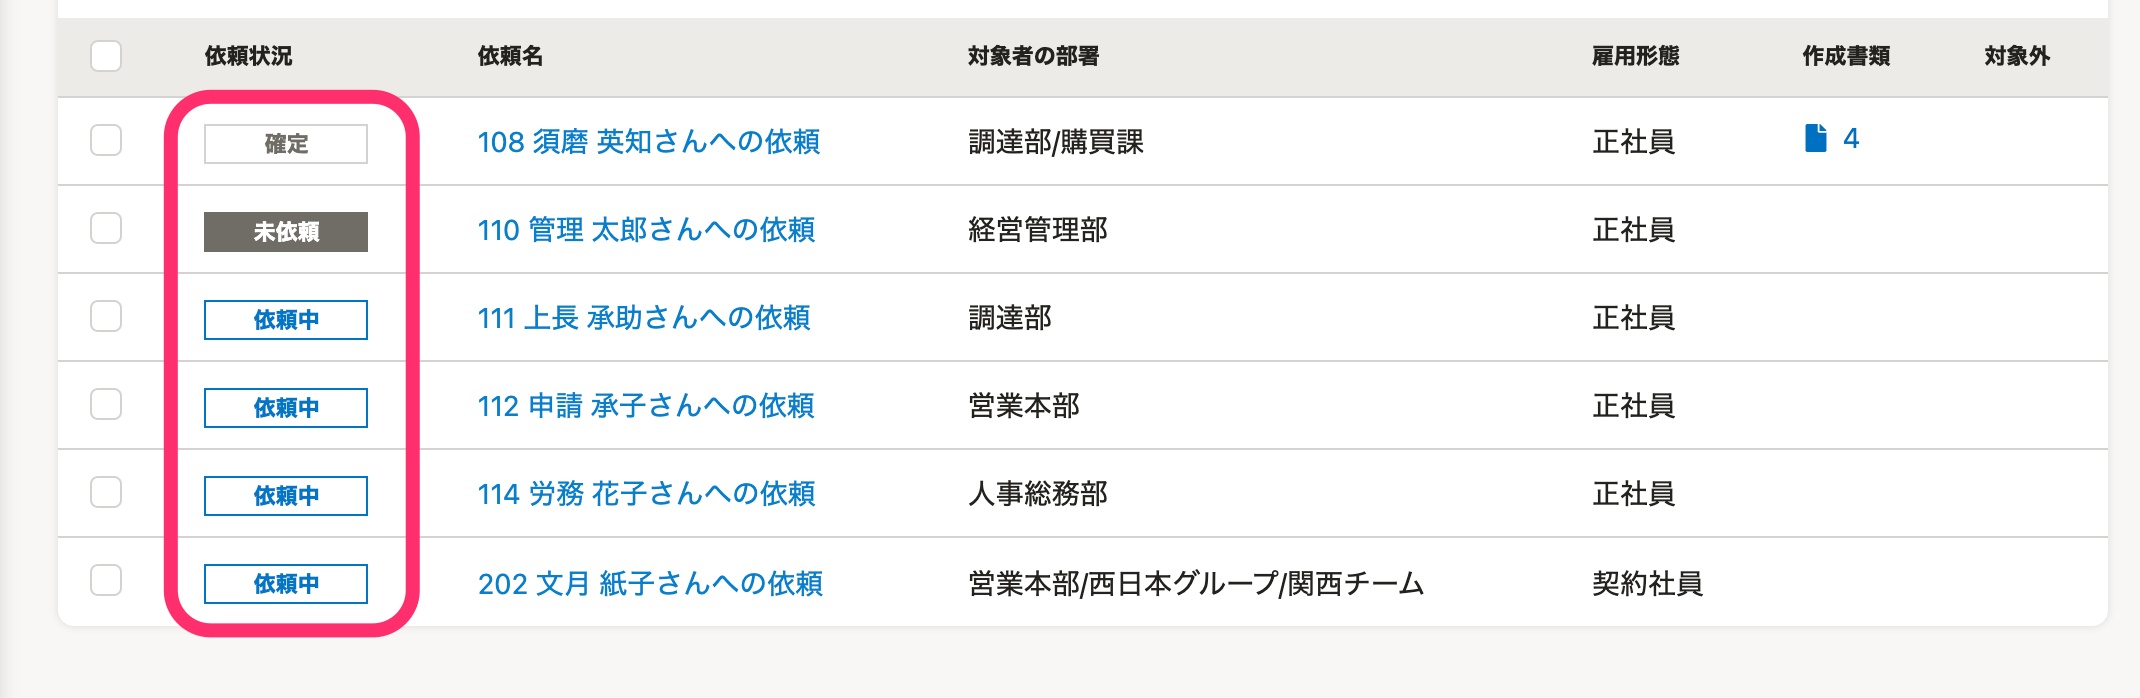 依頼状況 依頼名 対象者の部署 雇用形態 作成書類 対象外
確定 108 須磨 英知さんへの依頼 調達部/購買課 正社員 4
未依頼 110 管理 太郎さんへの依頼 経営管理部 正社員
依頼中 111 上長 承助さんへの依頼 調達部 正社員
依頼中 112 申請 承子さんへの依頼 営業本部 正社員
依頼中 114 労務 花子さんへの依頼 人事総務部 正社員
依頼中 202 文月 紙子さんへの依頼 営業本部/西日本グループ/関西チーム 契約社員